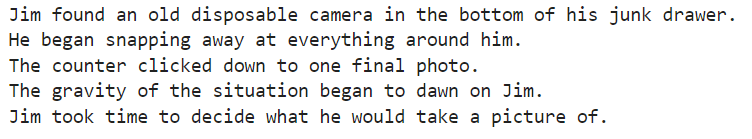 Jim found an old disposable camera in the bottom of his junk drawer.
He began snapping away at everything around him.
The counter clicked down to one final photo.
The gravity of the situation began to dawn on Jim.
Jim took time to decide what he would take a picture of.